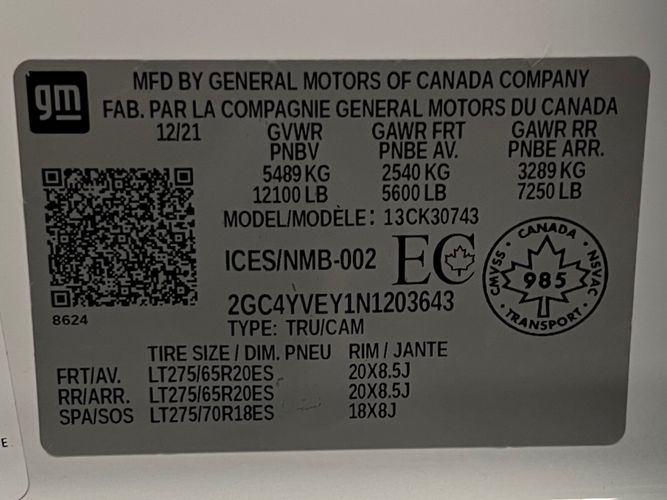 gm
MFD BY GENERAL MOTORS OF CANADA COMPANY
FAB. PAR LA COMPAGNIE GENERAL MOTORS DU CANADA
12/21 GVWR GAWR FRT GAWR RR
PNBV PNBE AV. PNBE ARR.
5489 KG 2540 KG 3289 KG
12100 LB 5600 LB 7250 LB
MODEL/MODÈLE: 13CK30743
ICES/NMB-002 EC
CANADA
CMVSS 985 NSVAC
TRANSPORT
2GC4YVEY1N1203643
8624
TYPE: TRU/CAM
TIRE SIZE / DIM. PNEU RIM / JANTE
FRT/AV. LT275/65R20ES 20X8.5J
RR/ARR. LT275/65R20ES 20X8.5J
SPA/SOS LT275/70R18ES 18X8J
E